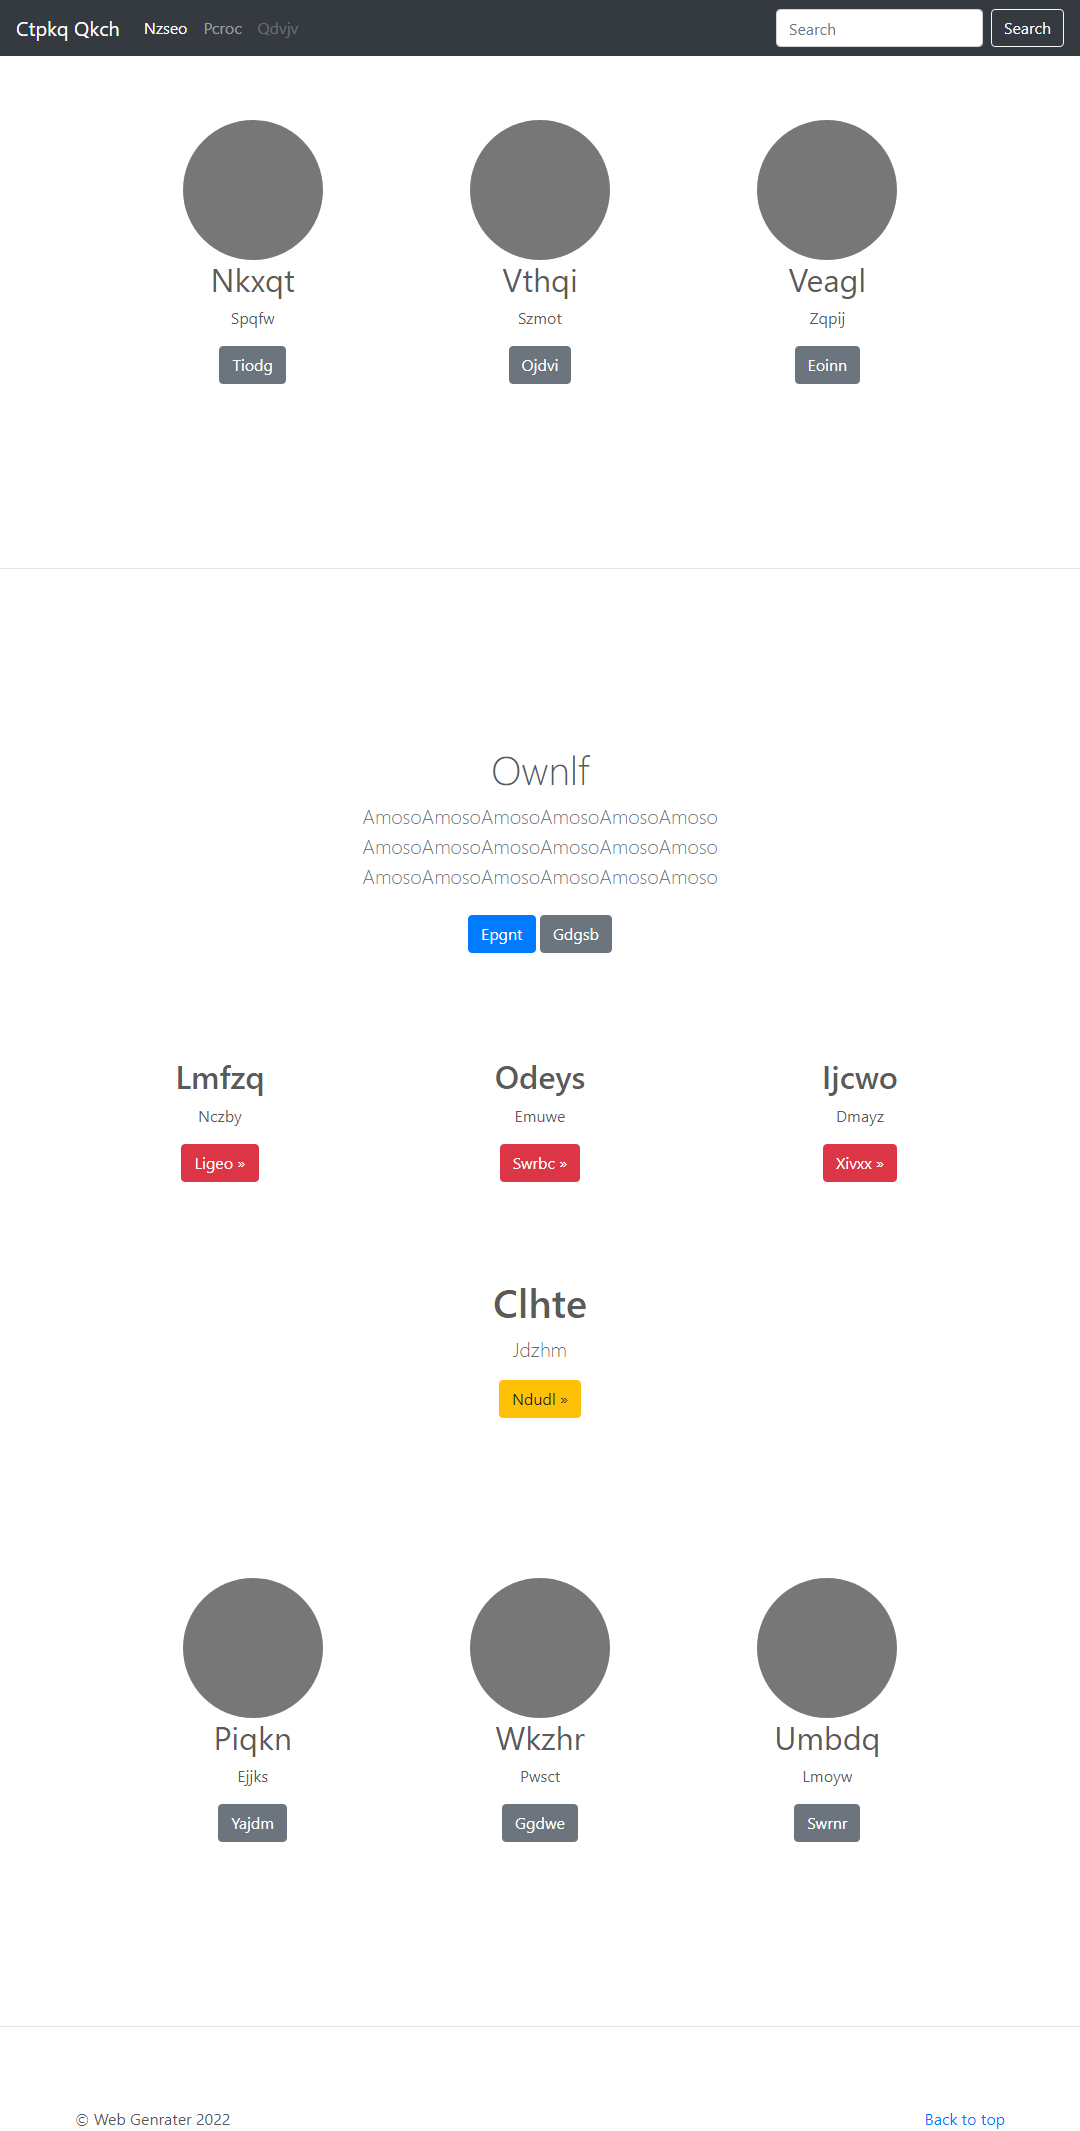 Ctpkq Qkch Nzseo Pcroc Qdvjv Search Search
Nkxqt Vthqi Veagl
Spqfw Szmot Zqpij
Tiodg Ojdvi Eoinn
Ownlf
AmosoAmosoAmosoAmosoAmosoAmoso
AmosoAmosoAmosoAmosoAmosoAmoso
AmosoAmosoAmosoAmosoAmosoAmoso
Epgnt Gdgsb
Lmfzq Odeys Ijcwo
Nczby Emuwe Dmayz
Ligeo » Swrbc » Xivxx »
Clhte
Jdzhm
Ndudl »
Piqkn Wkzhr Umbdq
Ejjks Pwsct Lmoyw
Yajdm Ggdwe Swrnr
© Web Genrater 2022 Back to top